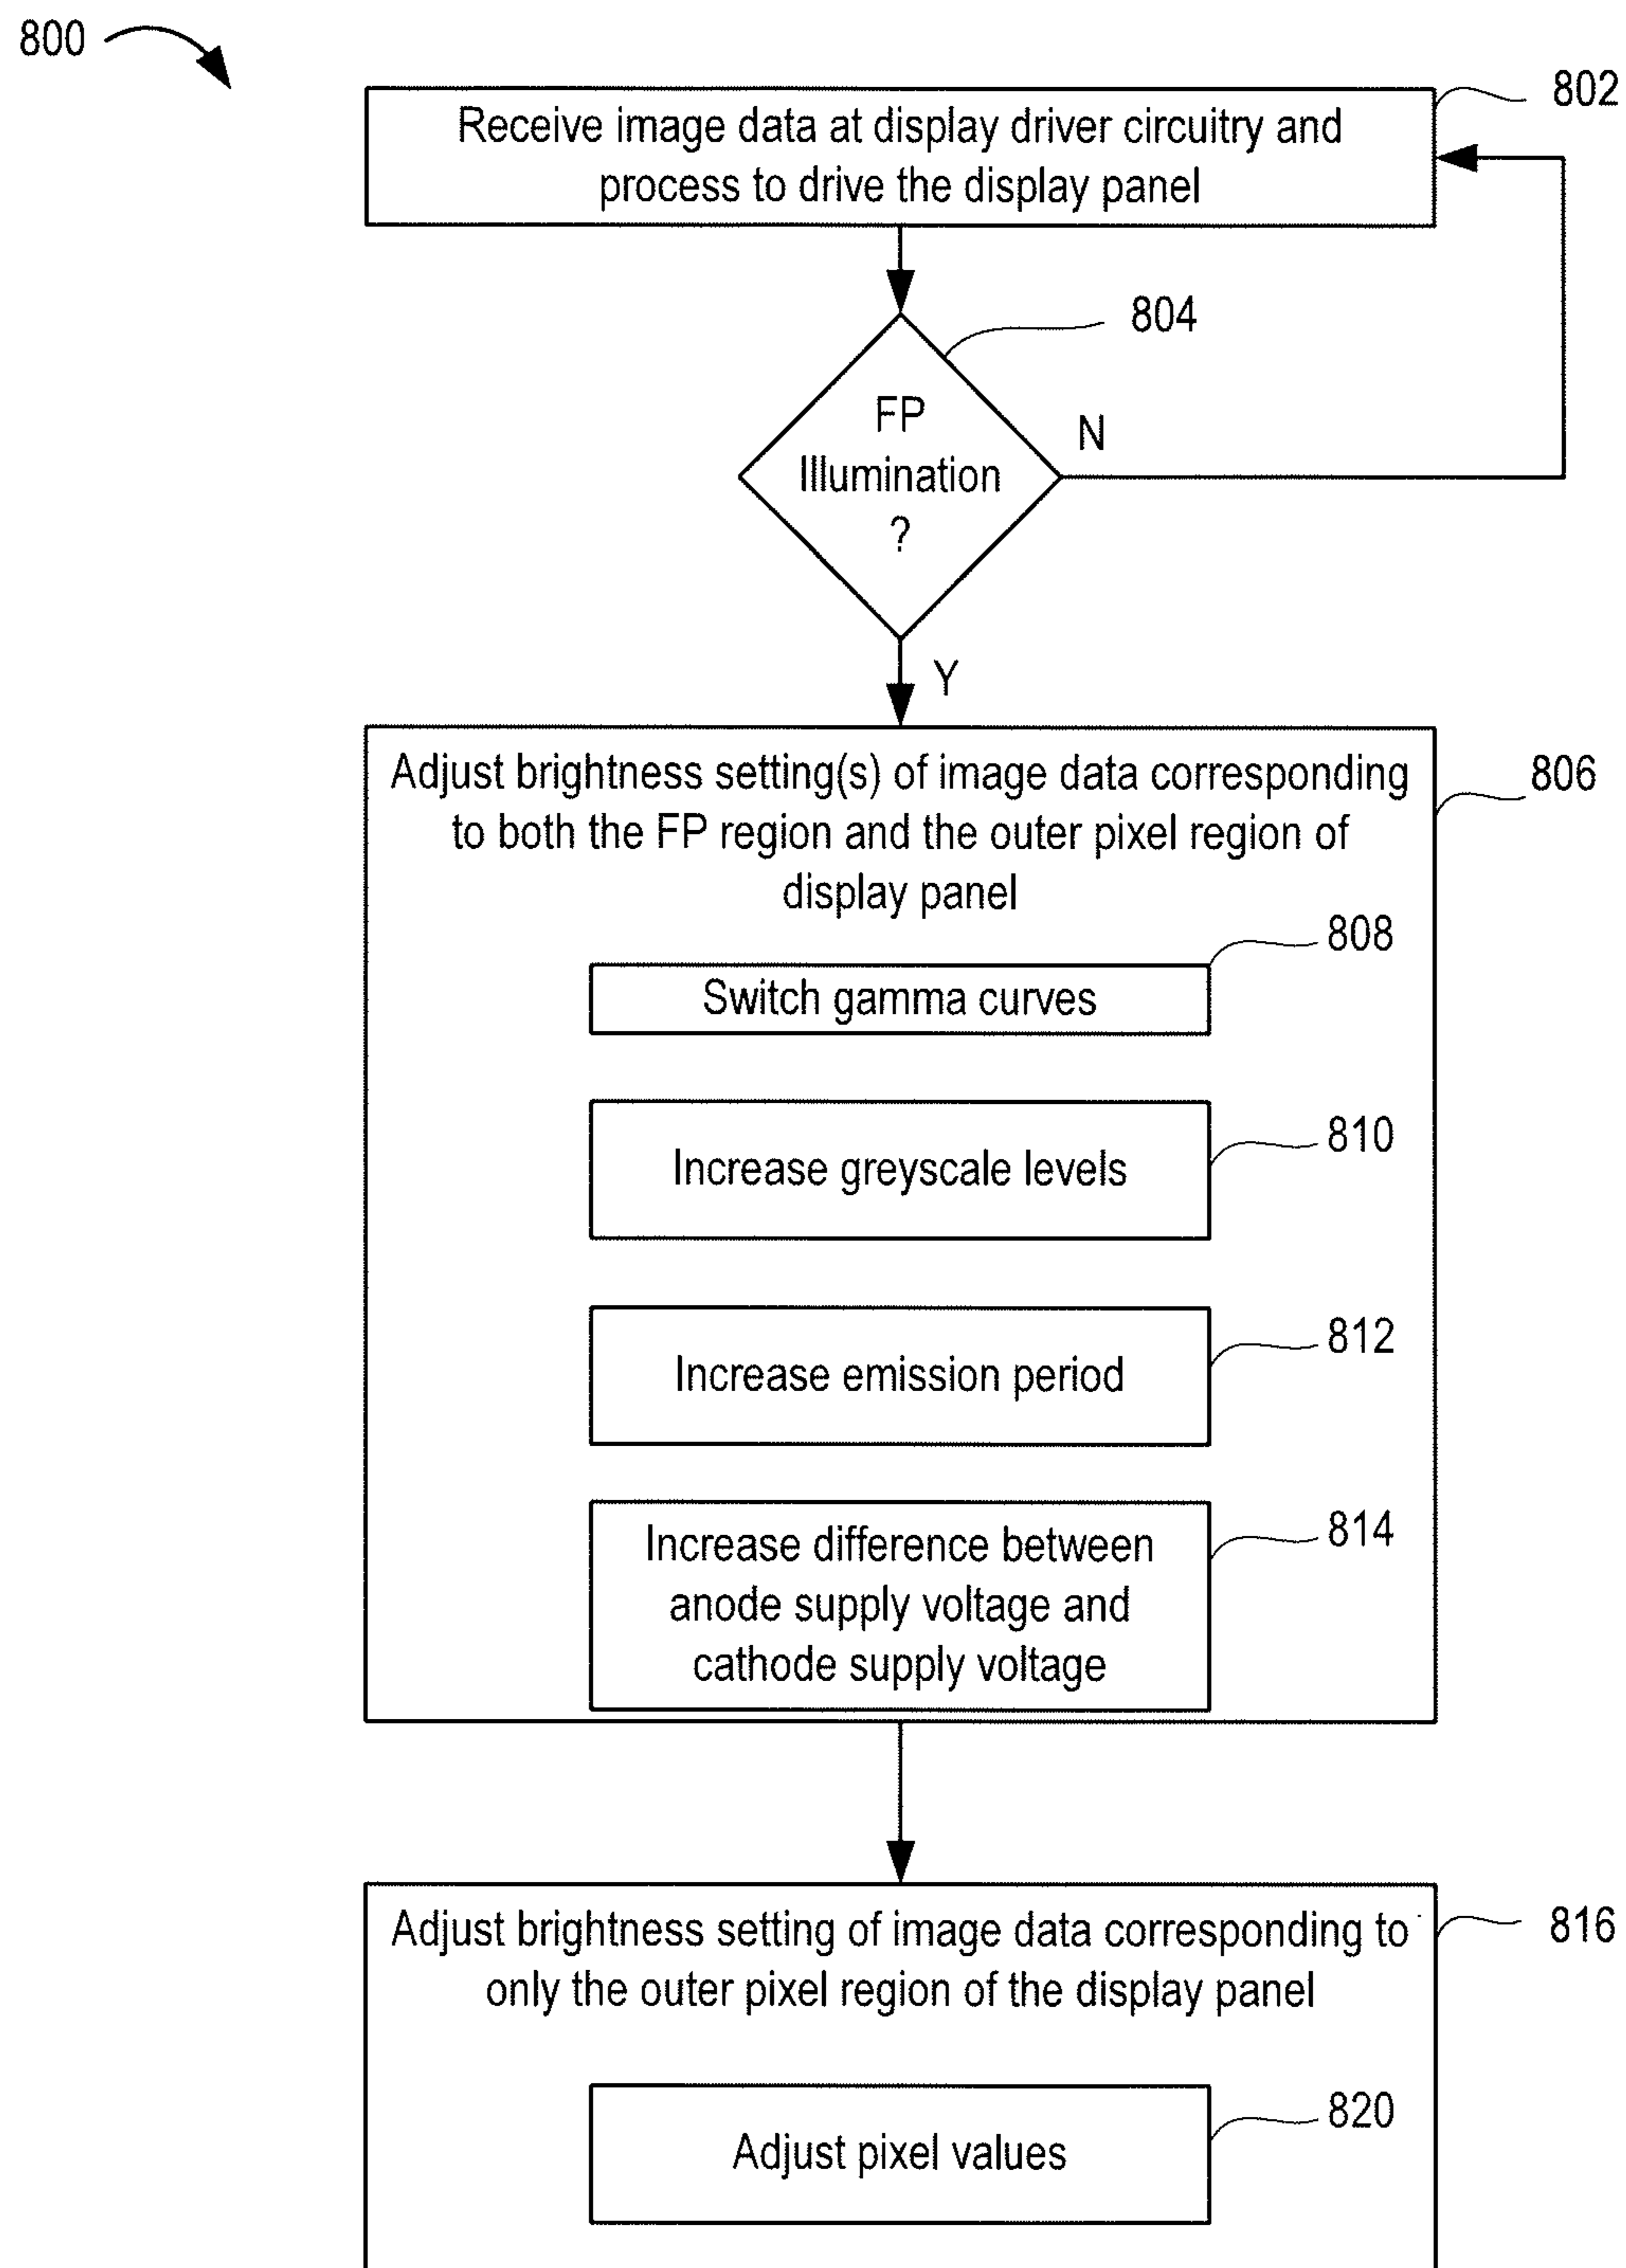 800
802
Receive image data at display driver circuitry and
process to drive the display panel
804
FP
Illumination
?
N
Y
806
Adjust brightness setting(s) of image data corresponding
to both the FP region and the outer pixel region of
display panel
808
Switch gamma curves
810
Increase greyscale levels
812
Increase emission period
814
Increase difference between
anode supply voltage and
cathode supply voltage
816
Adjust brightness setting of image data corresponding to
only the outer pixel region of the display panel
820
Adjust pixel values